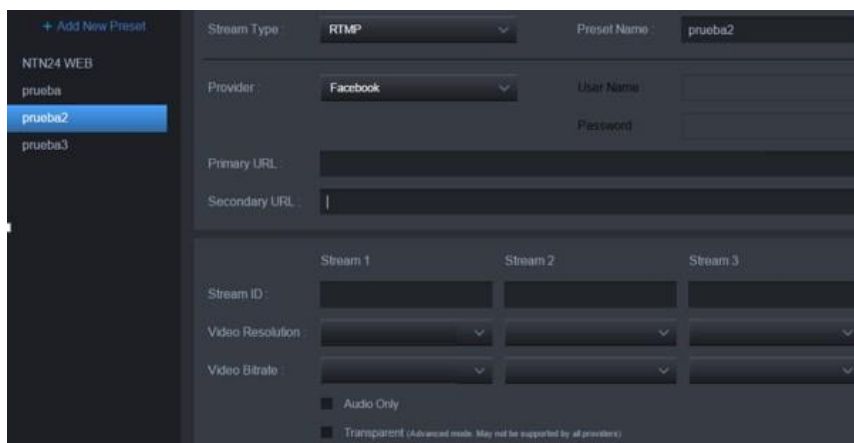 + Add New Preset
NTN24 WEB
prueba
prueba2
prueba3
Stream Type : RTMP Preset Name : prueba2
Provider : Facebook User Name :
Password :
Primary URL :
Secondary URL :
Stream 1 Stream 2 Stream 3
Stream ID :
Video Resolution :
Video Bitrate :
Audio Only
Transparent (Advanced mode. May not be supported by all providers)